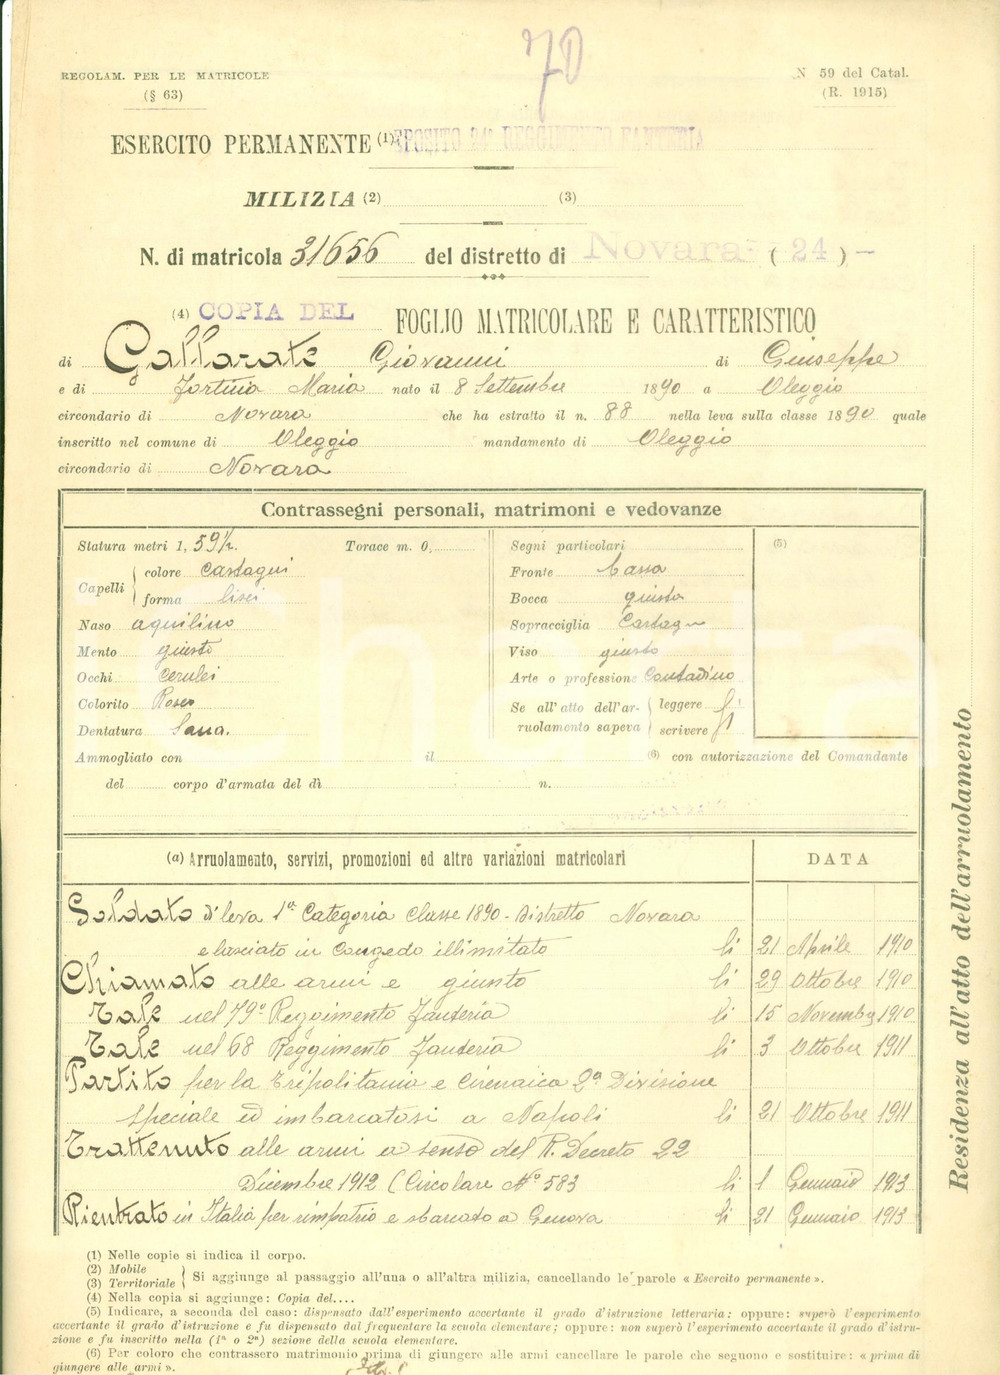 70
REGOLAM. PER LE MATRICOLE
(§ 63)
N 59 del Catal.
(R. 1915)
ESERCITO PERMANENTE (1) DEPOSITO 24° REGGIMENTO FANTERIA
MILIZIA (2) (3)
N. di matricola 31656 del distretto di Novara = ( 24 ) -
(4) COPIA DEL FOGLIO MATRICOLARE E CARATTERISTICO
di Gallarate Giovanni di Giuseppe
e di Fortina Maria nato il 8 Settembre 1890 a Oleggio
circondario di Novara che ha estratto il n. 88 nella leva sulla classe 1890 quale
inscritto nel comune di Oleggio mandamento di Oleggio
circondario di Novara
Contrassegni personali, matrimoni e vedovanze
Statura metri 1, 59½. Torace m. 0,
Capelli colore castagni
forma lisci
Naso aquilino
Mento giusto
Occhi cerulei
Colorito Roseo
Dentatura Sana.
Segni particolari
Fronte bassa
Bocca giusta
Sopracciglia Castagn
Viso giusto
Arte o professione Contadino
Se all'atto dell'arruolamento sapeva leggere Si
scrivere Si
(5)
Ammogliato con il (6) con autorizzazione del Comandante
del corpo d'armata del dì n.
(a) Arruolamento, servizi, promozioni ed altre variazioni matricolari DATA
Soldato di leva 1ª Categoria Classe 1890 - Distretto Novara
e lasciato in congedo illimitato li 21 Aprile 1910
Chiamato alle armi e giunto li 29 Ottobre 1910
Tale nel 79° Reggimento Fanteria li 15 Novembre 1910
Tale nel 68 Reggimento Fanteria li 3 Ottobre 1911
Partito per la Tripolitania e Cirenaica 2ª Divisione
speciale ed imbarcatosi a Napoli li 21 Ottobre 1911
Trattenuto alle armi a senso del R. Decreto 22
Dicembre 1912 (Circolare N° 583 li 1 Gennaio 1913
Rientrato in Italia per rimpatrio e sbarcato a Genova li 21 Gennaio 1913
Residenza all'atto dell'arruolamento
(1) Nelle copie si indica il corpo.
(2) Mobile
(3) Territoriale
Si aggiunge al passaggio all'una o all'altra milizia, cancellando le parole « Esercito permanente ».
(4) Nella copia si aggiunge: Copia del....
(5) Indicare, a seconda del caso: dispensato dall'esperimento accertante il grado d'istruzione letteraria; oppure: superò l'esperimento
accertante il grado d'istruzione e fu dispensato dal frequentare la scuola elementare; oppure: non superò l'esperimento accertante il grado d'istru-
zione e fu inscritto nella (1ª o 2ª) sezione della scuola elementare.
(6) Per coloro che contrassero matrimonio prima di giungere alle armi cancellare le parole che seguono e sostituire: « prima di
giungere alle armi ».